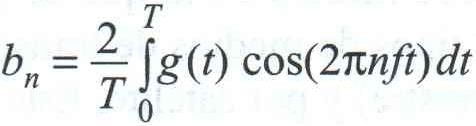 bₙ = 2/T ∫₀ᵀ g(t) cos(2πnft) dt